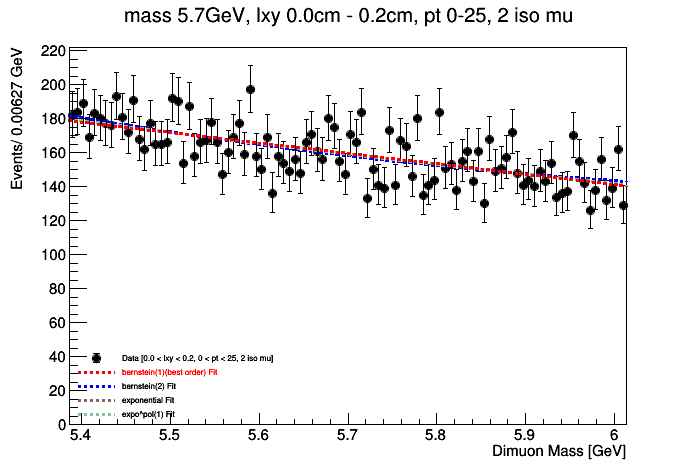 mass 5.7GeV, lxy 0.0cm - 0.2cm, pt 0-25, 2 iso mu
Events/ 0.00627 GeV
220
200
180
160
140
120
100
80
60
40
20
0
Data [0.0 < lxy < 0.2, 0 < pt < 25, 2 iso mu]
bernstein(1)(best order) Fit
bernstein(2) Fit
exponential Fit
expo*pol(1) Fit
5.4 5.5 5.6 5.7 5.8 5.9 6
Dimuon Mass [GeV]